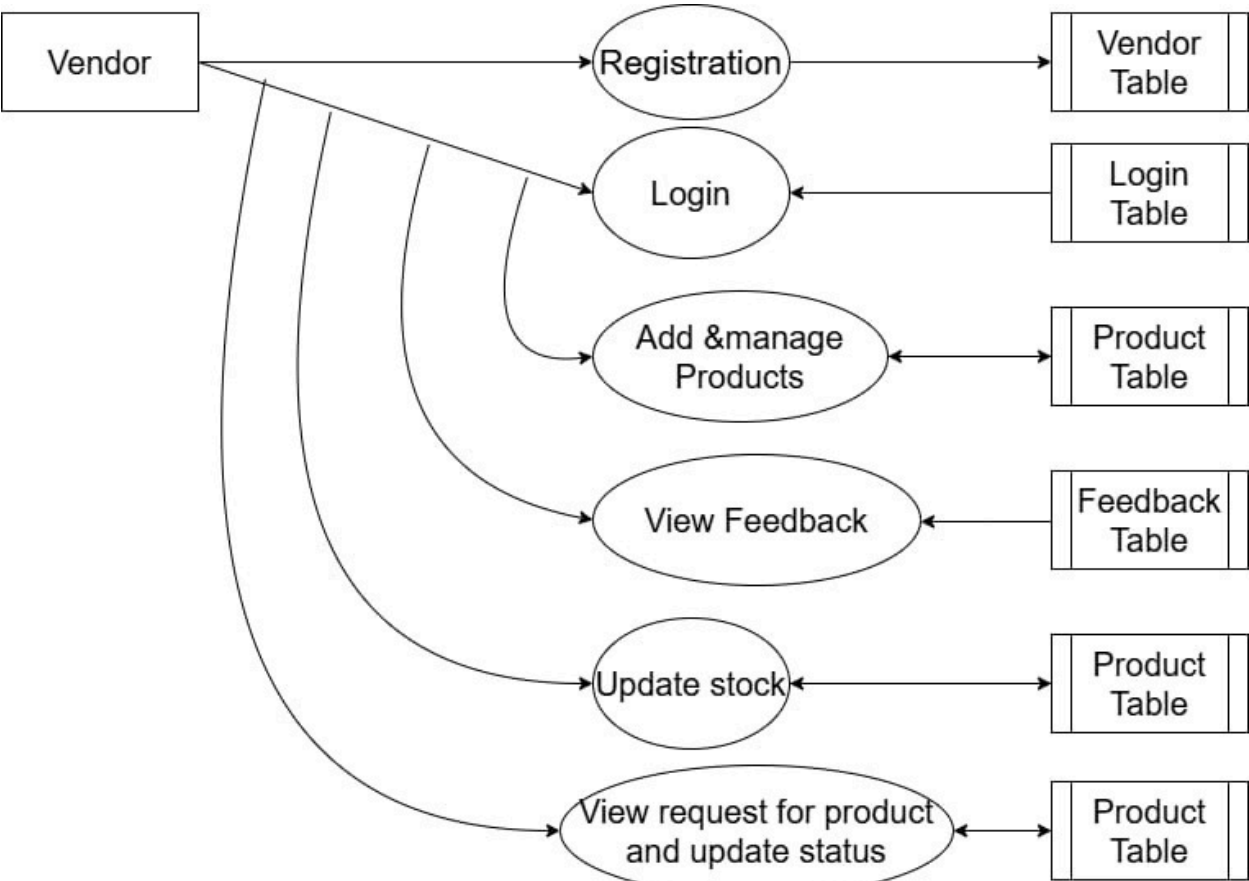 Vendor
Registration
Vendor
Table
Login
Login
Table
Add &manage
Products
Product
Table
View Feedback
Feedback
Table
Update stock
Product
Table
View request for product
and update status
Product
Table